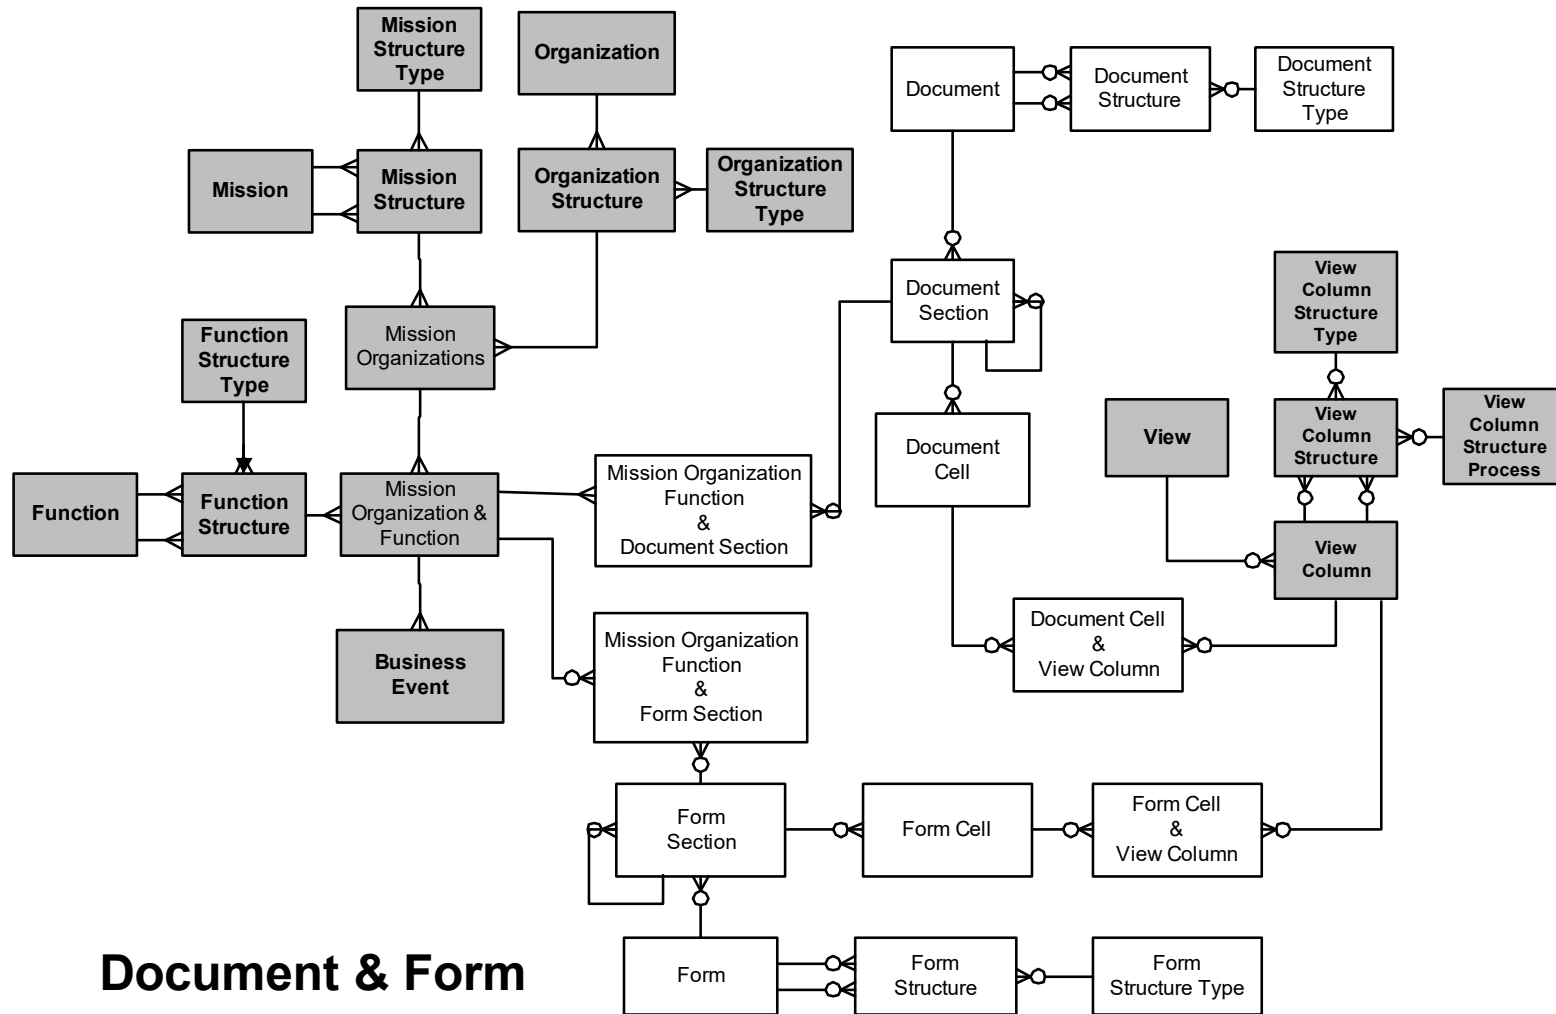 Mission
Structure
Type
Organization
Document
Document
Structure
Document
Structure
Type
Mission
Mission
Structure
Organization
Structure
Organization
Structure
Type
Document
Section
View
Column
Structure
Type
Function
Structure
Type
Mission
Organizations
View
View
Column
Structure
View
Column
Structure
Process
Document
Cell
Function
Function
Structure
Mission
Organization &
Function
Mission Organization
Function
&
Document Section
View
Column
Business
Event
Mission Organization
Function
&
Form Section
Document Cell
&
View Column
Form
Section
Form Cell
Form Cell
&
View Column
Document & Form
Form
Form
Structure
Form
Structure Type